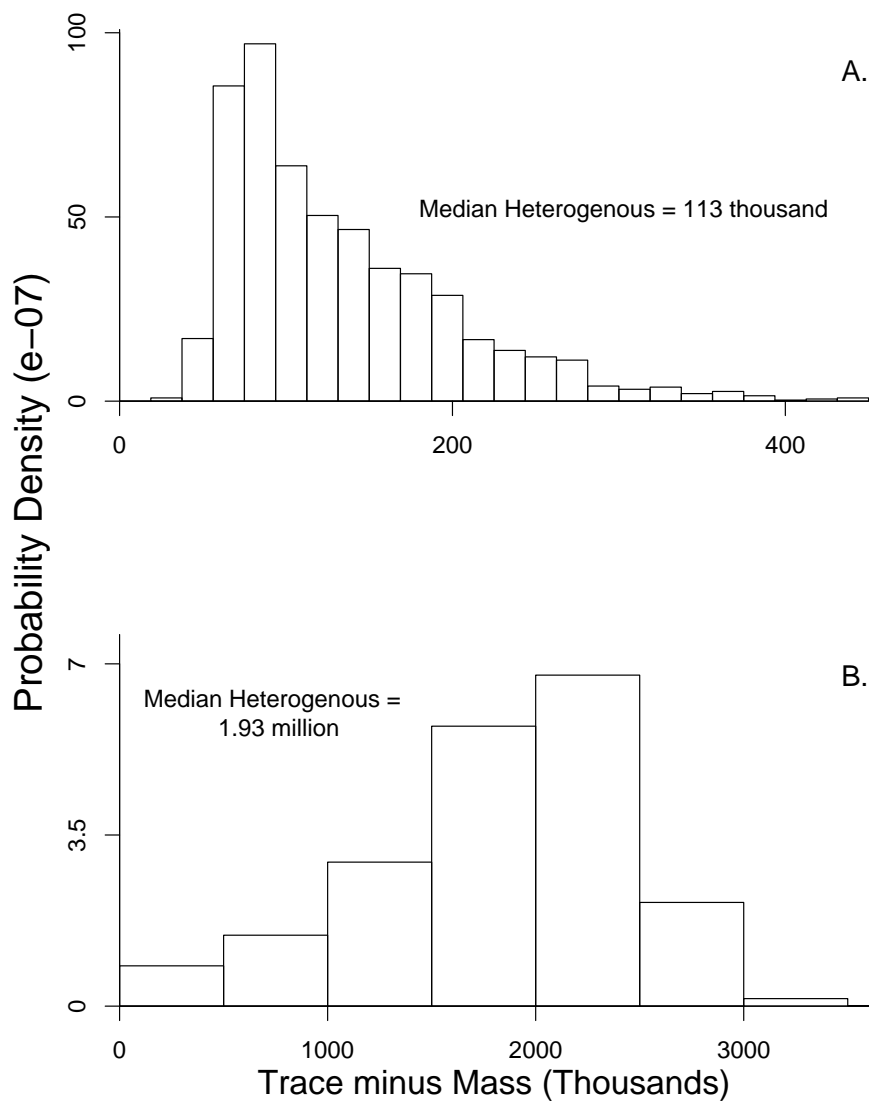 Probability Density (e−07)
A.
100
50
0
Median Heterogenous = 113 thousand
0 200 400
B.
7
3.5
0
Median Heterogenous =
1.93 million
0 1000 2000 3000
Trace minus Mass (Thousands)